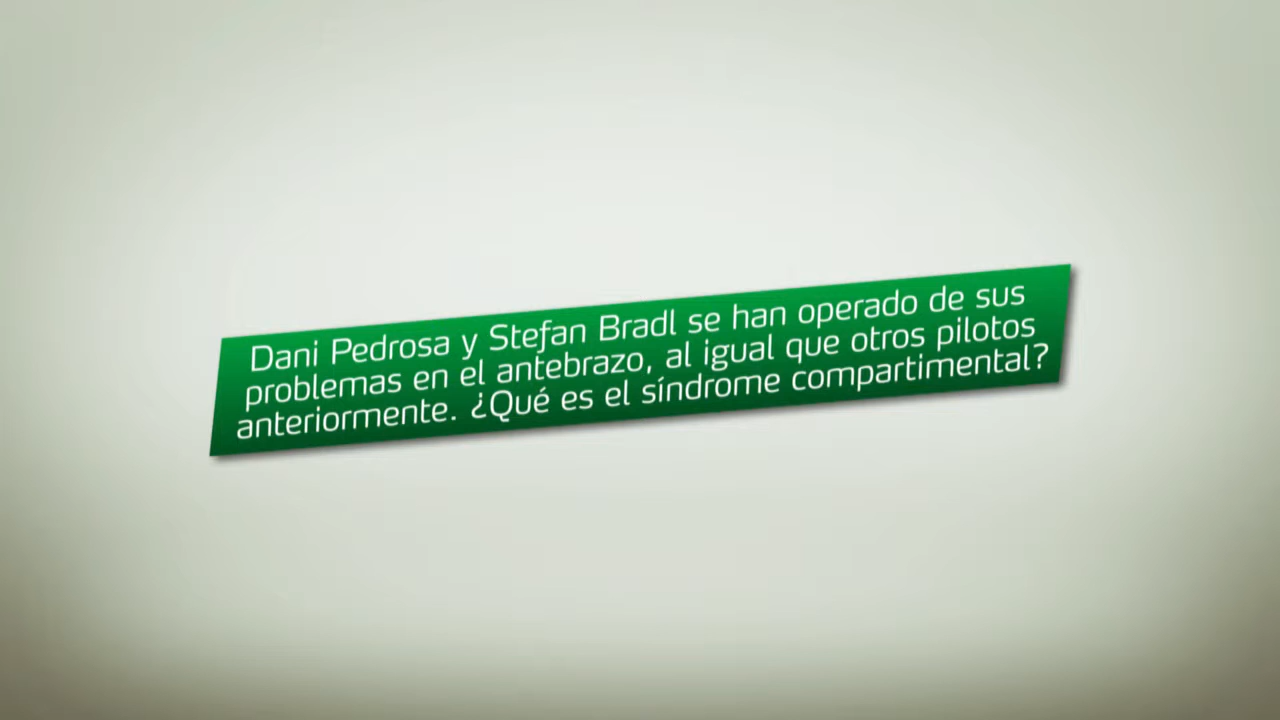 Dani Pedrosa y Stefan Bradl se han operado de sus
problemas en el antebrazo, al igual que otros pilotos
anteriormente. ¿Qué es el síndrome compartimental?